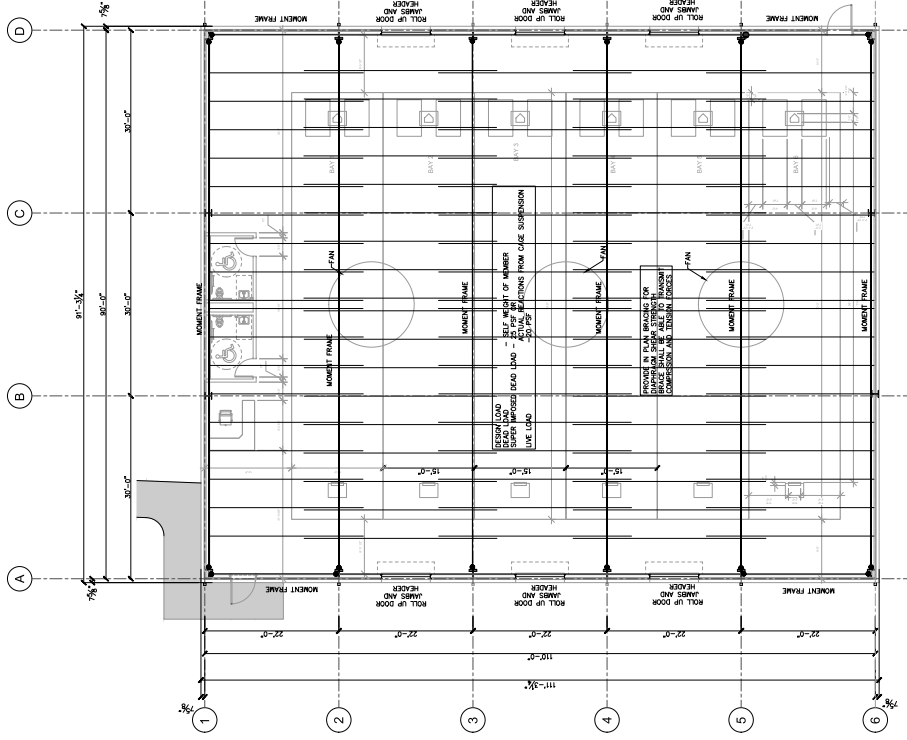 D
C
B
A
1
2
3
4
5
6
91'-3¼"
90'-0"
30'-0"
30'-0"
30'-0"
7⅝"
7⅝"
7⅝"
7⅝"
111'-3¼"
110'-0"
22'-0"
22'-0"
22'-0"
22'-0"
22'-0"
15'-0"
15'-0"
15'-0"
MOMENT FRAME
ROLL UP DOOR
JAMBS AND
HEADER
ROLL UP DOOR
JAMBS AND
HEADER
ROLL UP DOOR
JAMBS AND
HEADER
MOMENT FRAME
MOMENT FRAME
MOMENT FRAME
MOMENT FRAME
MOMENT FRAME
MOMENT FRAME
MOMENT FRAME
FAN
FAN
FAN
BAY 2
BAY 3
DESIGN LOAD
DEAD LOAD - SELF WEIGHT OF MEMBER
SUPER IMPOSED DEAD LOAD - 25 PSF OR
ACTUAL REACTIONS FROM CAGE SUSPENSION
LIVE LOAD -20 PSF
PROVIDE IN PLAN BRACING FOR
DIAPHRAGM SHEAR STRENGTH
BRACE SHALL BE ABLE TO TRANSMIT
COMPRESSION AND TENSION FORCES
MOMENT FRAME
ROLL UP DOOR
JAMBS AND
HEADER
ROLL UP DOOR
JAMBS AND
HEADER
ROLL UP DOOR
JAMBS AND
HEADER
MOMENT FRAME